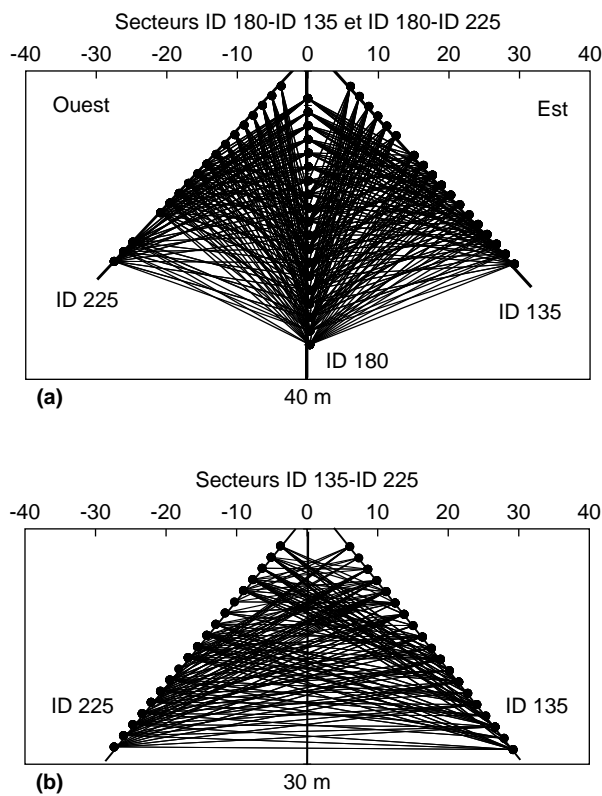 Secteurs ID 180-ID 135 et ID 180-ID 225
-40 -30 -20 -10 0 10 20 30 40
Ouest Est
ID 225 ID 135
ID 180
(a) 40 m
Secteurs ID 135-ID 225
-40 -30 -20 -10 0 10 20 30 40
ID 225 ID 135
(b) 30 m